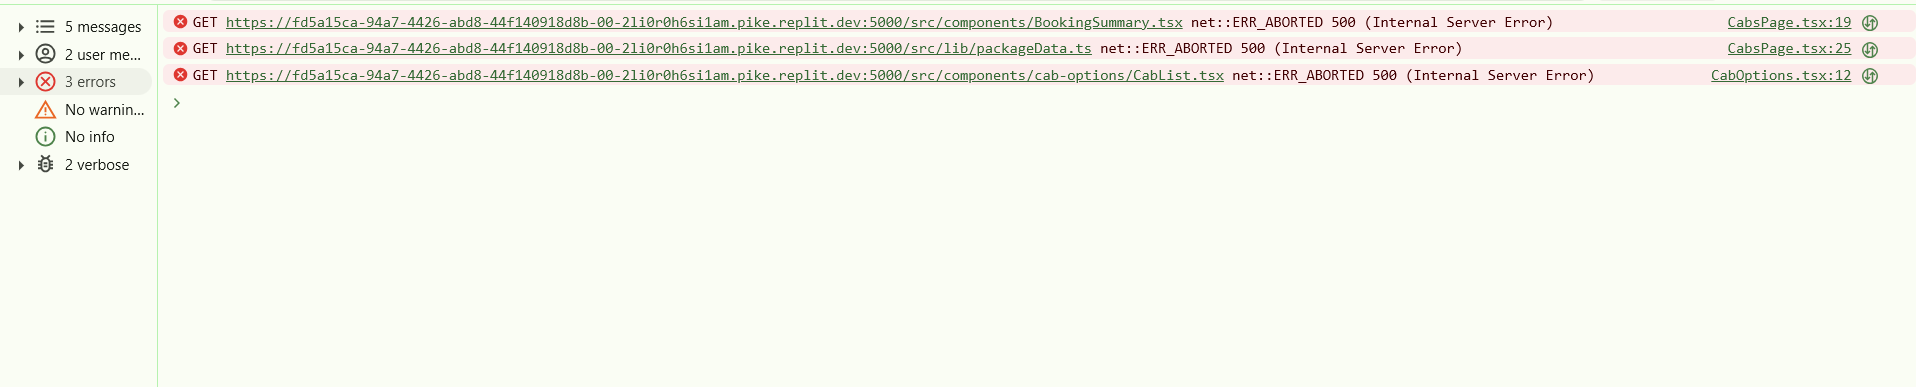 5 messages
2 user me...
3 errors
No warnin...
No info
2 verbose
GET https://fd5a15ca-94a7-4426-abd8-44f140918d8b-00-2li0r0h6si1am.pike.replit.dev:5000/src/components/BookingSummary.tsx net::ERR_ABORTED 500 (Internal Server Error) CabsPage.tsx:19
GET https://fd5a15ca-94a7-4426-abd8-44f140918d8b-00-2li0r0h6si1am.pike.replit.dev:5000/src/lib/packageData.ts net::ERR_ABORTED 500 (Internal Server Error) CabsPage.tsx:25
GET https://fd5a15ca-94a7-4426-abd8-44f140918d8b-00-2li0r0h6si1am.pike.replit.dev:5000/src/components/cab-options/CabList.tsx net::ERR_ABORTED 500 (Internal Server Error) CabOptions.tsx:12